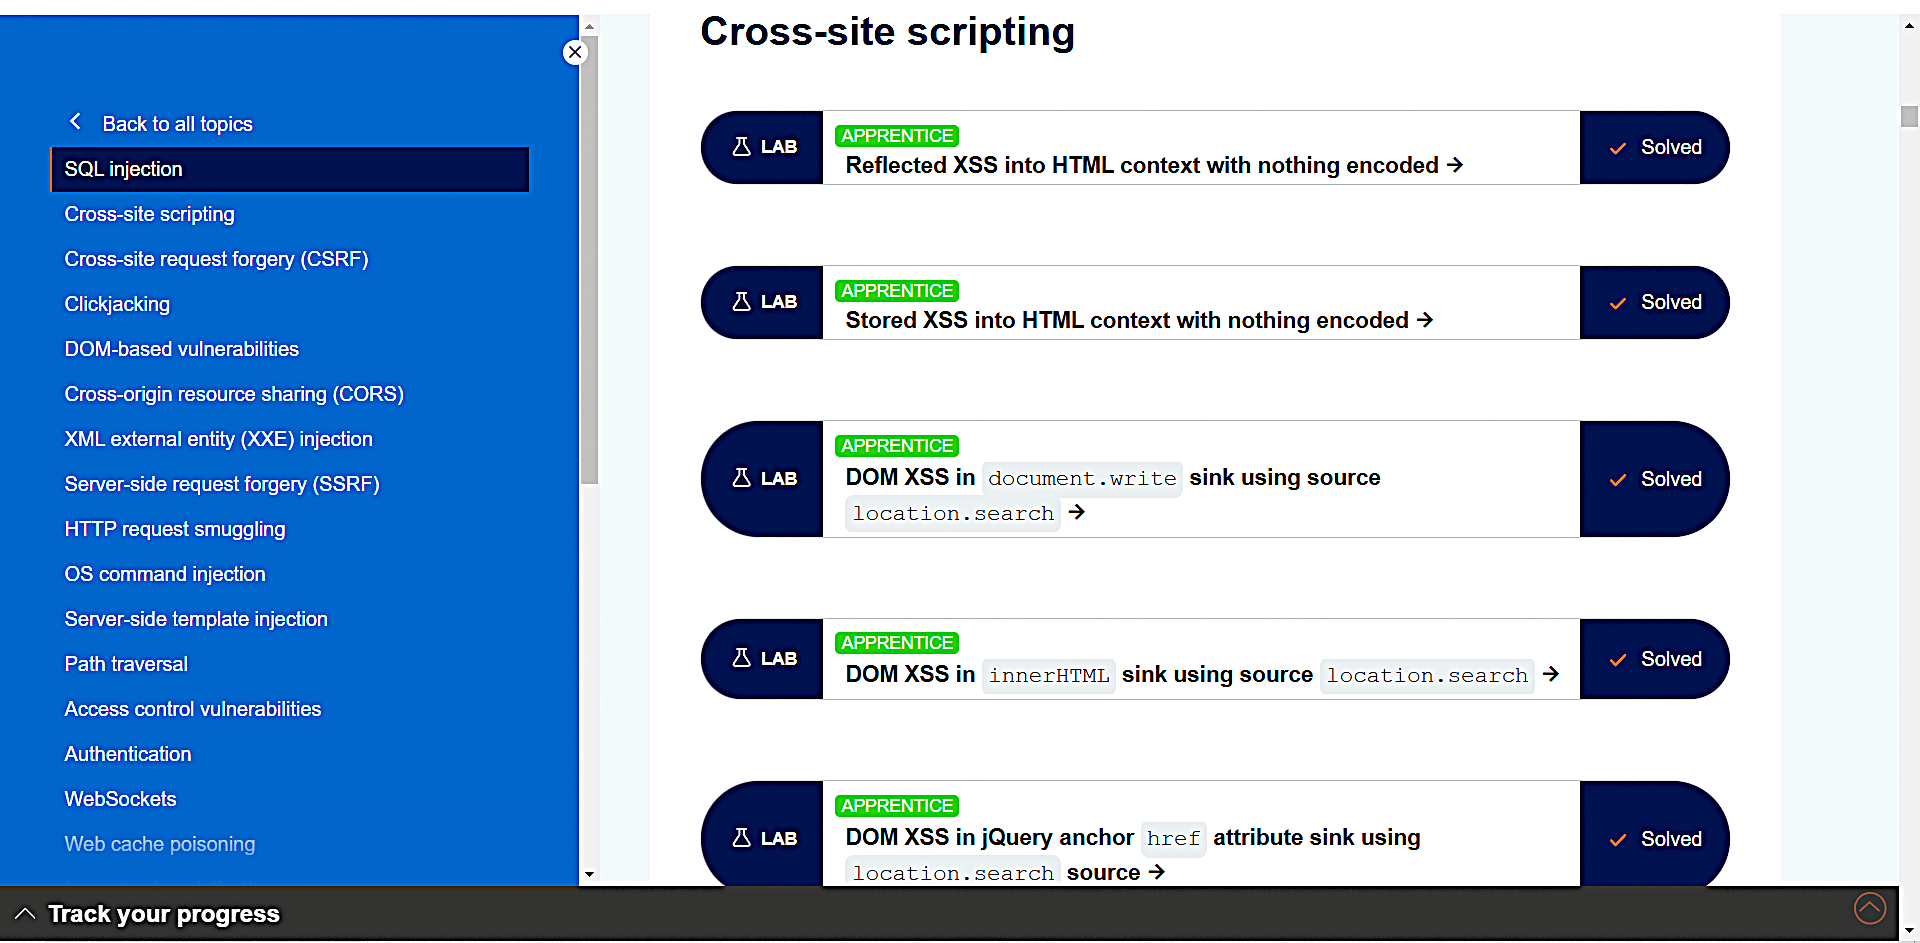 Back to all topics
SQL injection
Cross-site scripting
Cross-site request forgery (CSRF)
Clickjacking
DOM-based vulnerabilities
Cross-origin resource sharing (CORS)
XML external entity (XXE) injection
Server-side request forgery (SSRF)
HTTP request smuggling
OS command injection
Server-side template injection
Path traversal
Access control vulnerabilities
Authentication
WebSockets
Web cache poisoning
Cross-site scripting
LAB
APPRENTICE
Reflected XSS into HTML context with nothing encoded →
Solved
LAB
APPRENTICE
Stored XSS into HTML context with nothing encoded →
Solved
LAB
APPRENTICE
DOM XSS in document.write sink using source
location.search →
Solved
LAB
APPRENTICE
DOM XSS in innerHTML sink using source location.search →
Solved
LAB
APPRENTICE
DOM XSS in jQuery anchor href attribute sink using
location.search source →
Solved
Track your progress